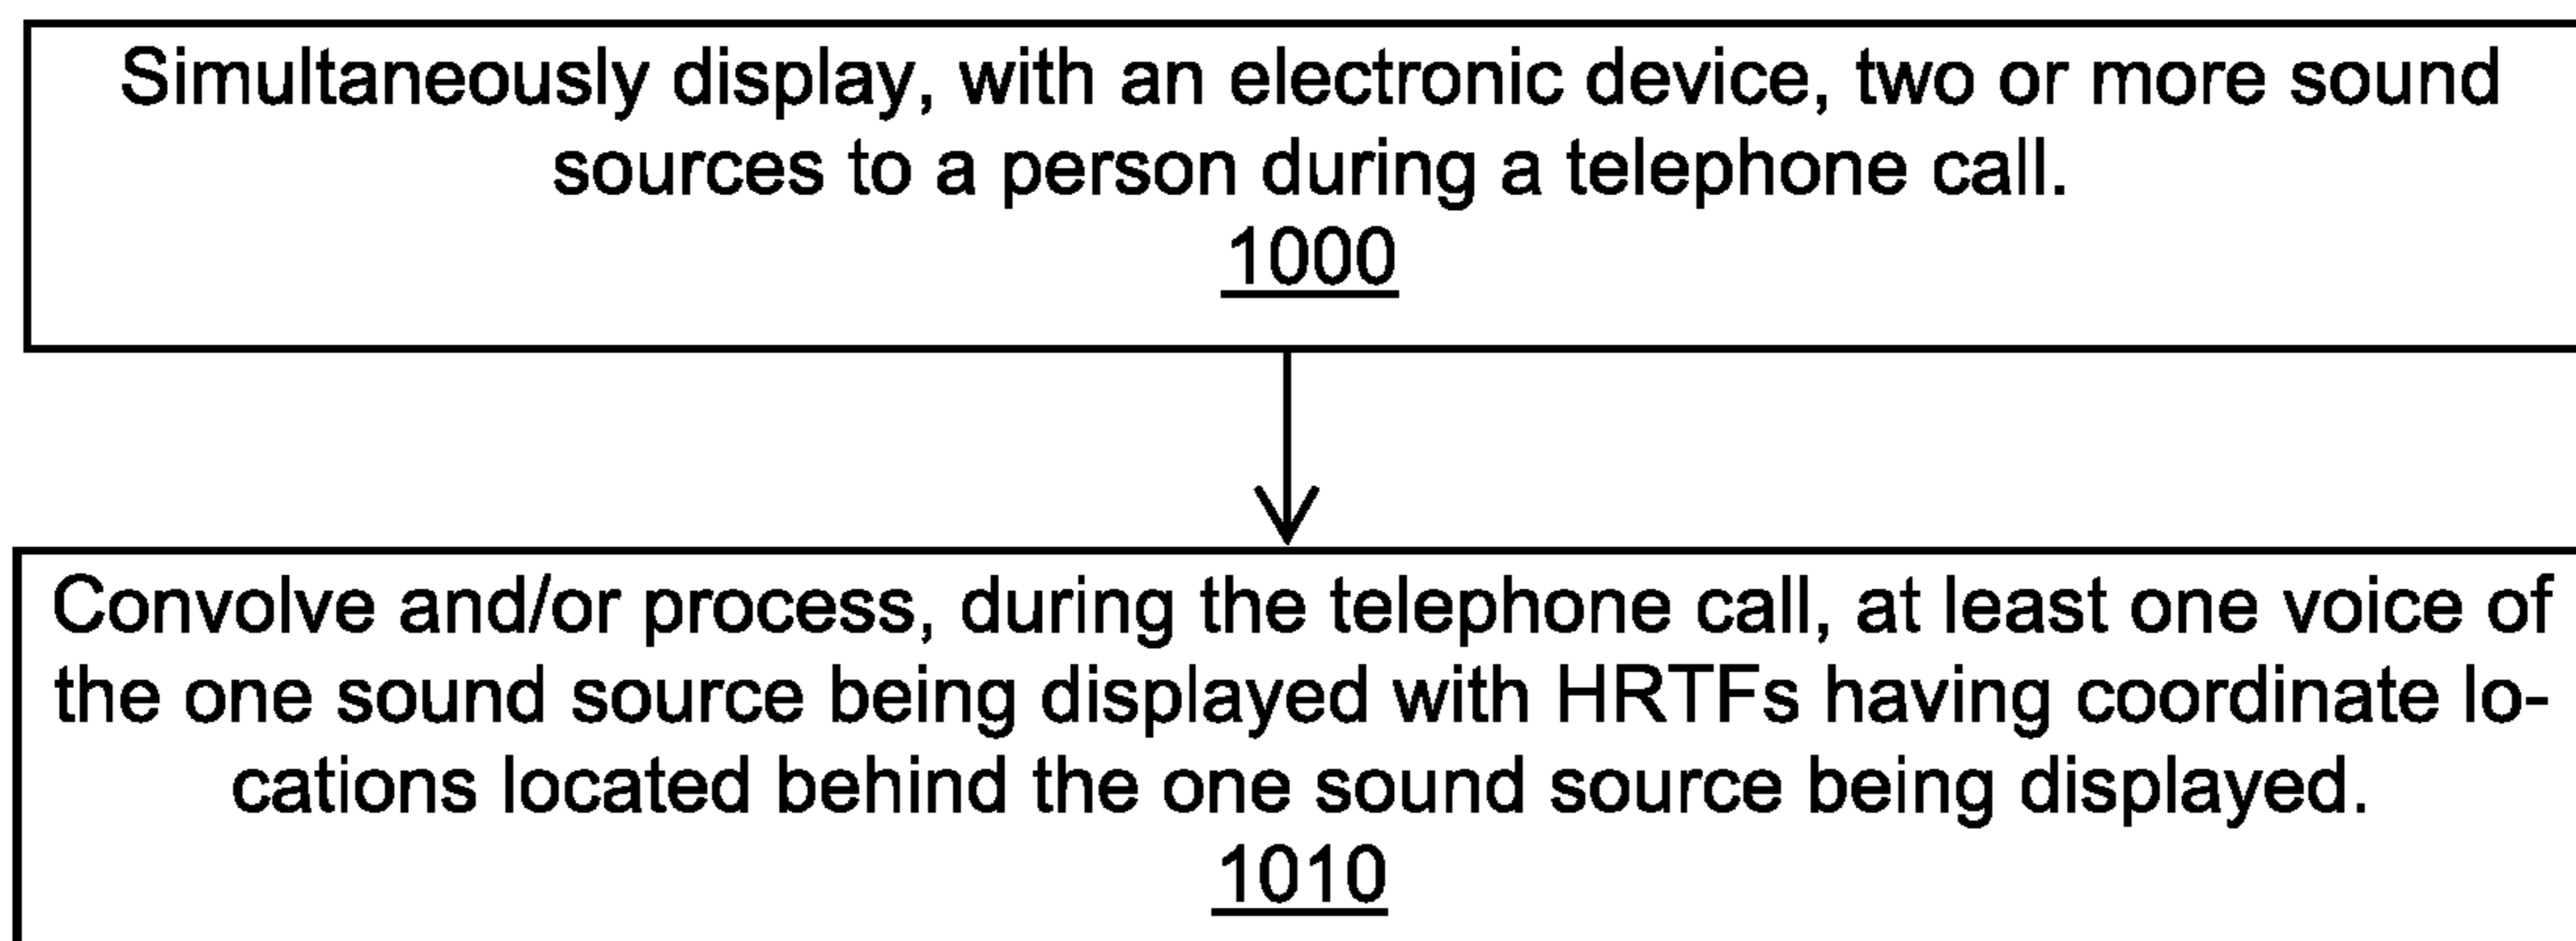 Simultaneously display, with an electronic device, two or more sound
sources to a person during a telephone call.
1000
Convolve and/or process, during the telephone call, at least one voice of
the one sound source being displayed with HRTFs having coordinate lo-
cations located behind the one sound source being displayed.
1010